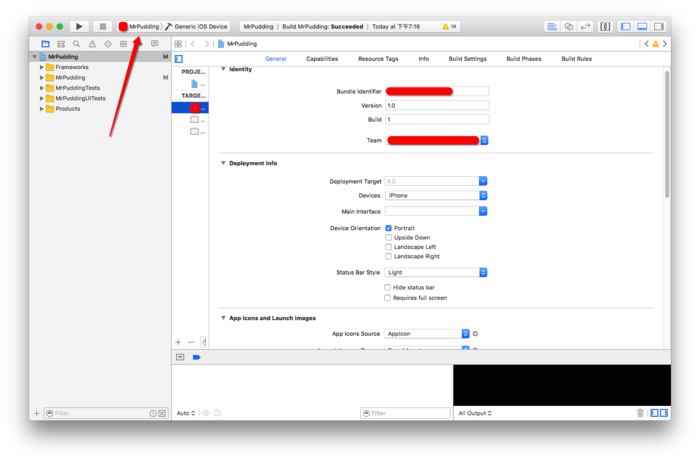 MrPudding 〉 Generic iOS Device
MrPudding | Build MrPudding: Succeeded | Today at 下午7:16
16
MrPudding
MrPudding M
Frameworks
MrPudding M
MrPuddingTests
MrPuddingUITests
Products
General Capabilities Resource Tags Info Build Settings Build Phases Build Rules
PROJE...
TARGE...
Identity
Bundle Identifier
Version 1.0
Build 1
Team
Deployment Info
Deployment Target 8.0
Devices iPhone
Main Interface
Device Orientation Portrait
Upside Down
Landscape Left
Landscape Right
Status Bar Style Light
Hide status bar
Requires full screen
App Icons and Launch Images
App Icons Source AppIcon
Filter
Auto
Filter
All Output